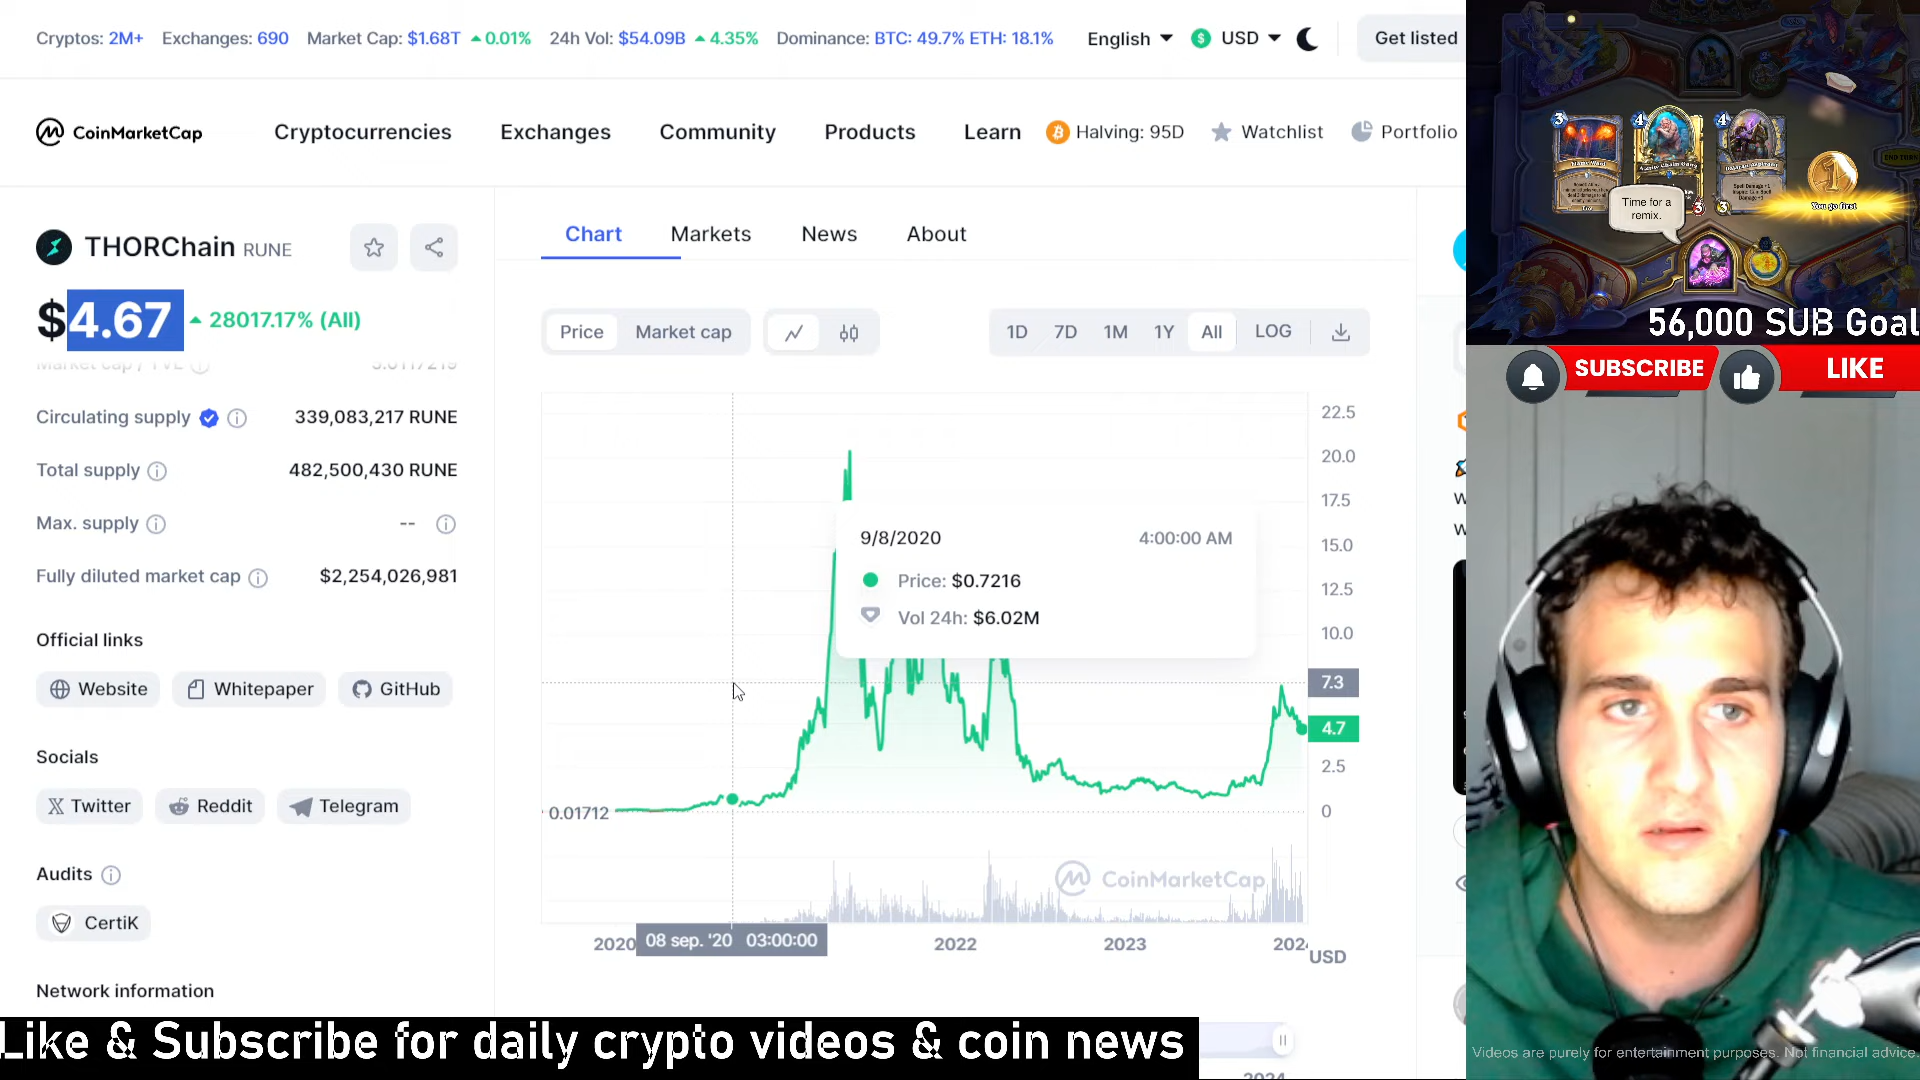 Cryptos: 2M+ Exchanges: 690 Market Cap: $1.68T 0.01% 24h Vol: $54.09B 4.35% Dominance: BTC: 49.7% ETH: 18.1% English USD Get listed
CoinMarketCap Cryptocurrencies Exchanges Community Products Learn Halving: 95D Watchlist Portfolio
THORChain RUNE
$4.67 28017.17% (All)
Circulating supply 339,083,217 RUNE
Total supply 482,500,430 RUNE
Max. supply --
Fully diluted market cap $2,254,026,981
Official links
Website Whitepaper GitHub
Socials
Twitter Reddit Telegram
Audits
CertiK
Network information
Chart Markets News About
Price Market cap 1D 7D 1M 1Y All LOG
22.5
20.0
17.5
15.0
12.5
10.0
7.3
4.7
2.5
0
9/8/2020 4:00:00 AM
Price: $0.7216
Vol 24h: $6.02M
0.01712
CoinMarketCap
2020 08 sep. '20 03:00:00 2022 2023
USD
Time for a
remix.
You go first
56,000 SUB Goal
SUBSCRIBE LIKE
Like & Subscribe for daily crypto videos & coin news
Videos are purely for entertainment purposes. Not financial advice.